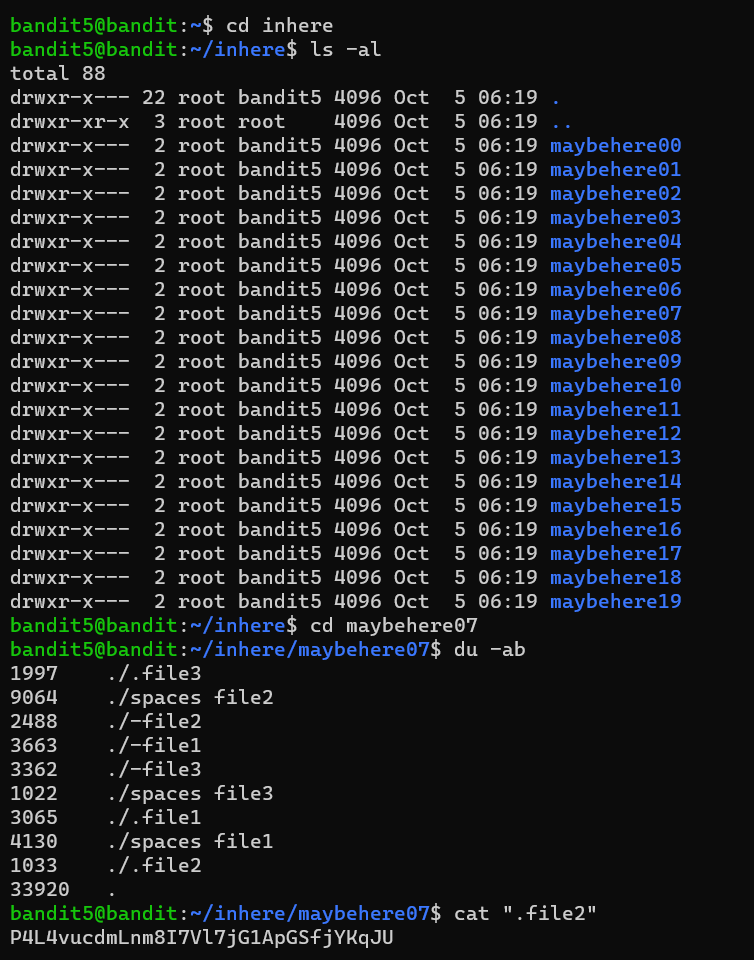 bandit5@bandit:~$ cd inhere
bandit5@bandit:~/inhere$ ls -al
total 88
drwxr-x--- 22 root bandit5 4096 Oct  5 06:19 .
drwxr-xr-x  3 root root    4096 Oct  5 06:19 ..
drwxr-x---  2 root bandit5 4096 Oct  5 06:19 maybehere00
drwxr-x---  2 root bandit5 4096 Oct  5 06:19 maybehere01
drwxr-x---  2 root bandit5 4096 Oct  5 06:19 maybehere02
drwxr-x---  2 root bandit5 4096 Oct  5 06:19 maybehere03
drwxr-x---  2 root bandit5 4096 Oct  5 06:19 maybehere04
drwxr-x---  2 root bandit5 4096 Oct  5 06:19 maybehere05
drwxr-x---  2 root bandit5 4096 Oct  5 06:19 maybehere06
drwxr-x---  2 root bandit5 4096 Oct  5 06:19 maybehere07
drwxr-x---  2 root bandit5 4096 Oct  5 06:19 maybehere08
drwxr-x---  2 root bandit5 4096 Oct  5 06:19 maybehere09
drwxr-x---  2 root bandit5 4096 Oct  5 06:19 maybehere10
drwxr-x---  2 root bandit5 4096 Oct  5 06:19 maybehere11
drwxr-x---  2 root bandit5 4096 Oct  5 06:19 maybehere12
drwxr-x---  2 root bandit5 4096 Oct  5 06:19 maybehere13
drwxr-x---  2 root bandit5 4096 Oct  5 06:19 maybehere14
drwxr-x---  2 root bandit5 4096 Oct  5 06:19 maybehere15
drwxr-x---  2 root bandit5 4096 Oct  5 06:19 maybehere16
drwxr-x---  2 root bandit5 4096 Oct  5 06:19 maybehere17
drwxr-x---  2 root bandit5 4096 Oct  5 06:19 maybehere18
drwxr-x---  2 root bandit5 4096 Oct  5 06:19 maybehere19
bandit5@bandit:~/inhere$ cd maybehere07
bandit5@bandit:~/inhere/maybehere07$ du -ab
1997    ./.file3
9064    ./spaces file2
2488    ./-file2
3663    ./-file1
3362    ./-file3
1022    ./spaces file3
3065    ./.file1
4130    ./spaces file1
1033    ./.file2
33920   .
bandit5@bandit:~/inhere/maybehere07$ cat ".file2"
P4L4vucdmLnm8I7Vl7jG1ApGSfjYKqJU